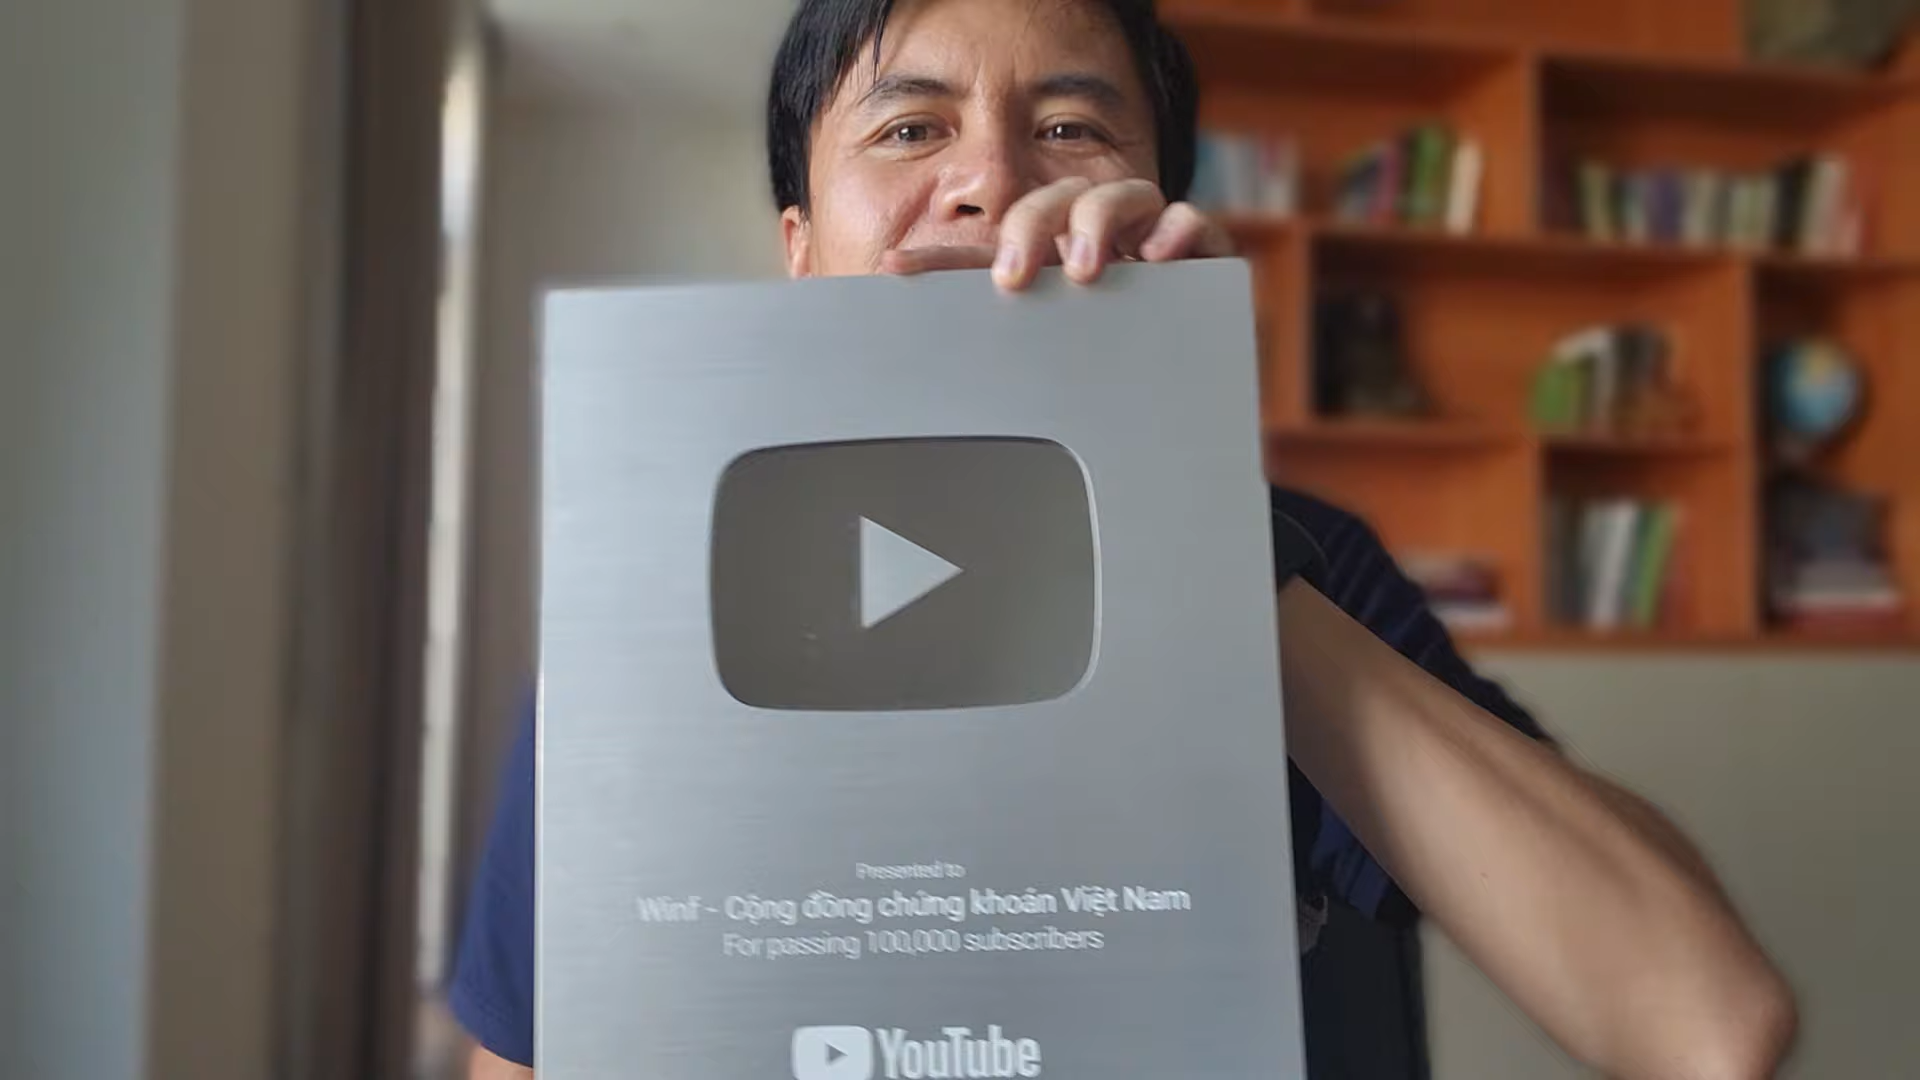 Presented to
Winf - Cộng đồng chứng khoán Việt Nam
For passing 100,000 subscribers
YouTube